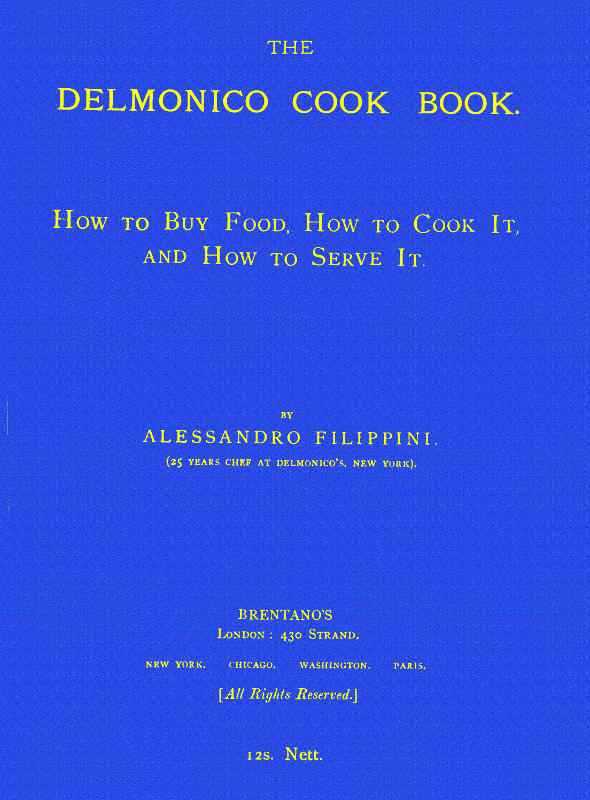 THE
DELMONICO COOK BOOK.
How to Buy Food, How to Cook It,
and How to Serve It.
BY
ALESSANDRO FILIPPINI.
(25 YEARS CHEF AT DELMONICO'S, NEW YORK).
BRENTANO'S
London: 430 Strand.
NEW YORK. CHICAGO. WASHINGTON. PARIS.
[All Rights Reserved.]
12s. Nett.